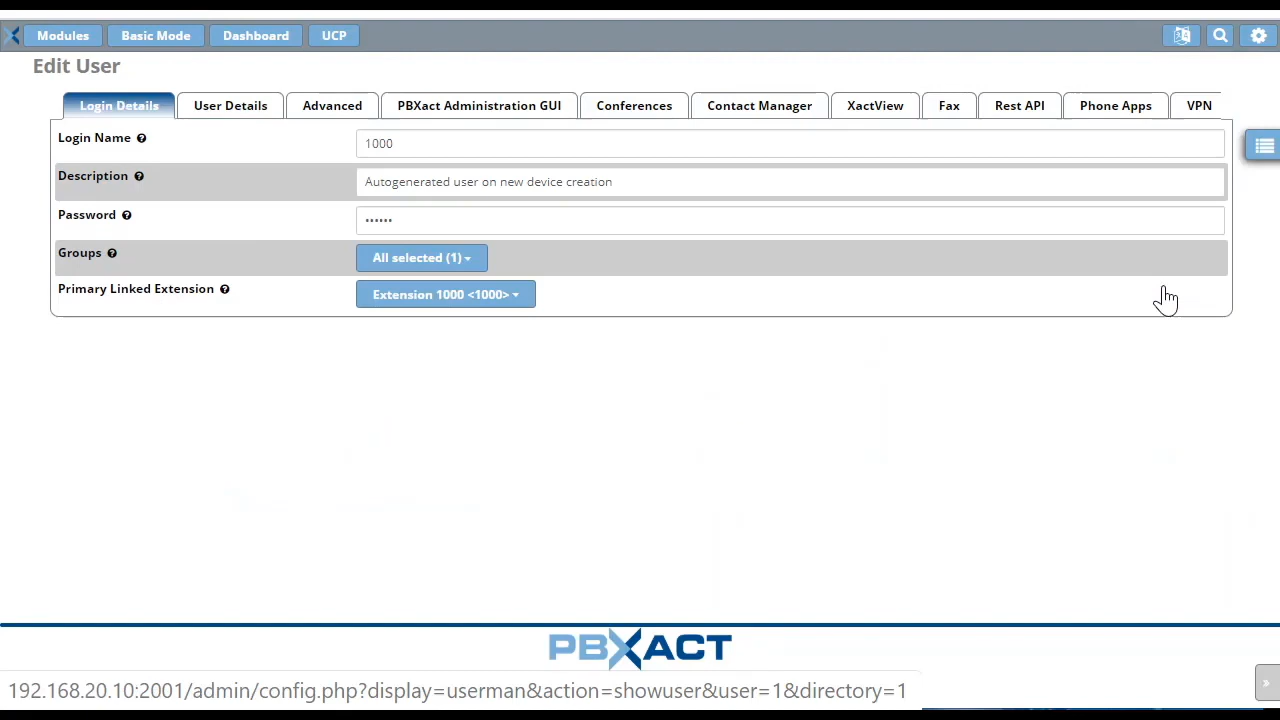 Modules Basic Mode Dashboard UCP
Edit User
Login Details User Details Advanced PBXact Administration GUI Conferences Contact Manager XactView Fax Rest API Phone Apps VPN
Login Name 1000
Description Autogenerated user on new device creation
Password ••••••
Groups All selected (1)
Primary Linked Extension Extension 1000 <1000>
PBXACT
192.168.20.10:2001/admin/config.php?display=userman&action=showuser&user=1&directory=1
»